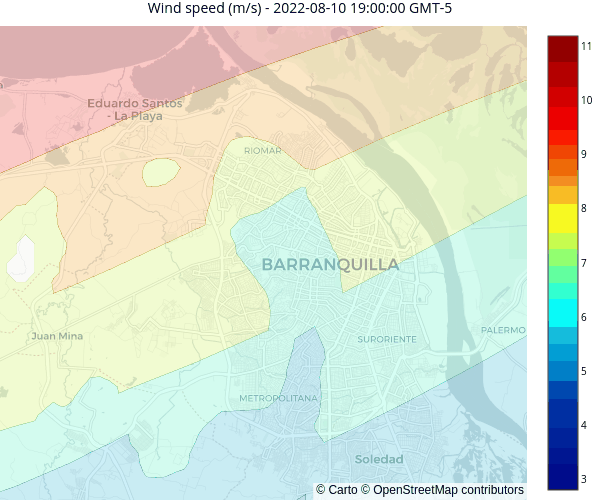 Wind speed (m/s) - 2022-08-10 19:00:00 GMT-5
11
10
9
8
7
6
5
4
3
Eduardo Santos
- La Playa
RIOMAR
BARRANQUILLA
Juan Mina
SURORIENTE
PALERMO
METROPOLITANA
Soledad
© Carto © OpenStreetMap contributors